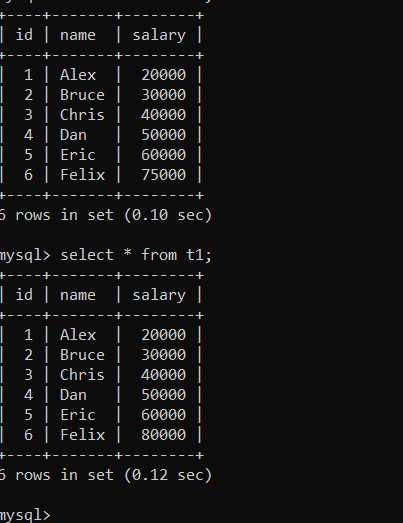 +----+-------+--------+
| id | name  | salary |
+----+-------+--------+
|  1 | Alex  |  20000 |
|  2 | Bruce |  30000 |
|  3 | Chris |  40000 |
|  4 | Dan   |  50000 |
|  5 | Eric  |  60000 |
|  6 | Felix |  75000 |
+----+-------+--------+
6 rows in set (0.10 sec)
mysql> select * from t1;
+----+-------+--------+
| id | name  | salary |
+----+-------+--------+
|  1 | Alex  |  20000 |
|  2 | Bruce |  30000 |
|  3 | Chris |  40000 |
|  4 | Dan   |  50000 |
|  5 | Eric  |  60000 |
|  6 | Felix |  80000 |
+----+-------+--------+
6 rows in set (0.12 sec)
mysql>